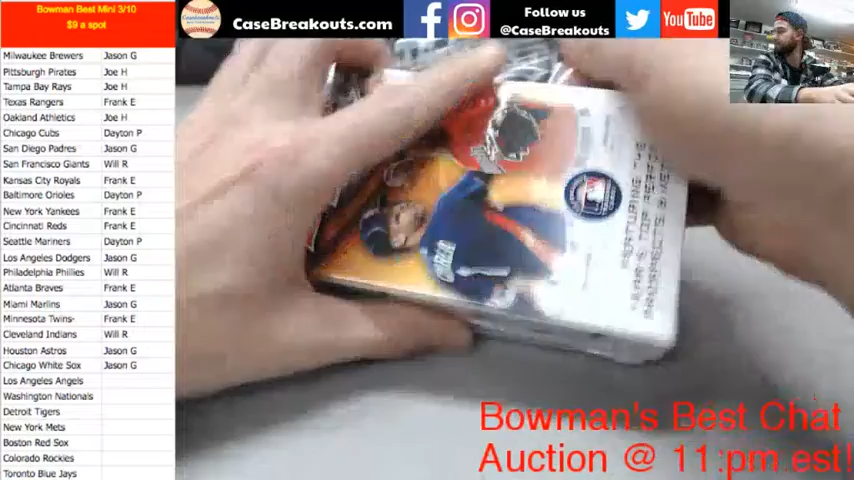 Bowman Best Mini 3/10
$9 a spot
Milwaukee Brewers Jason G
Pittsburgh Pirates Joe H
Tampa Bay Rays Joe H
Texas Rangers Frank E
Oakland Athletics Joe H
Chicago Cubs Dayton P
San Diego Padres Jason G
San Francisco Giants Will R
Kansas City Royals Frank E
Baltimore Orioles Dayton P
New York Yankees Frank E
Cincinnati Reds Frank E
Seattle Mariners Dayton P
Los Angeles Dodgers Jason G
Philadelphia Phillies Will R
Atlanta Braves Frank E
Miami Marlins Jason G
Minnesota Twins- Frank E
Cleveland Indians Will R
Houston Astros Jason G
Chicago White Sox Jason G
Los Angeles Angels
Washington Nationals
Detroit Tigers
New York Mets
Boston Red Sox
Colorado Rockies
Toronto Blue Jays
CaseBreakouts.com
Follow us
@CaseBreakouts
YouTube
FEATURING THE
Bowman's Best Chat
Auction @ 11:pm est!